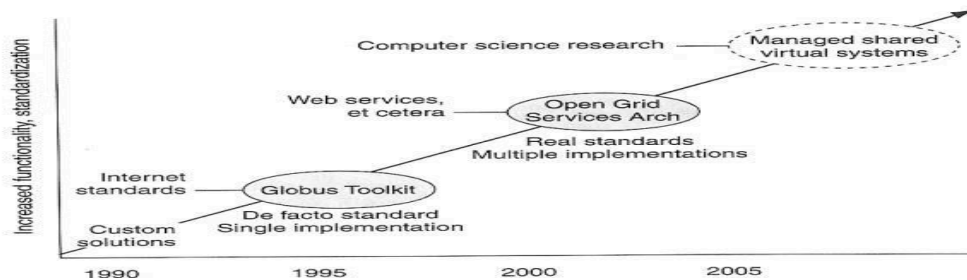 Increased functionality, standardization
Computer science research
Managed shared
virtual systems
Web services,
et cetera
Open Grid
Services Arch
Real standards
Multiple implementations
Internet
standards
Globus Toolkit
De facto standard
Single implementation
Custom
solutions
1990 1995 2000 2005